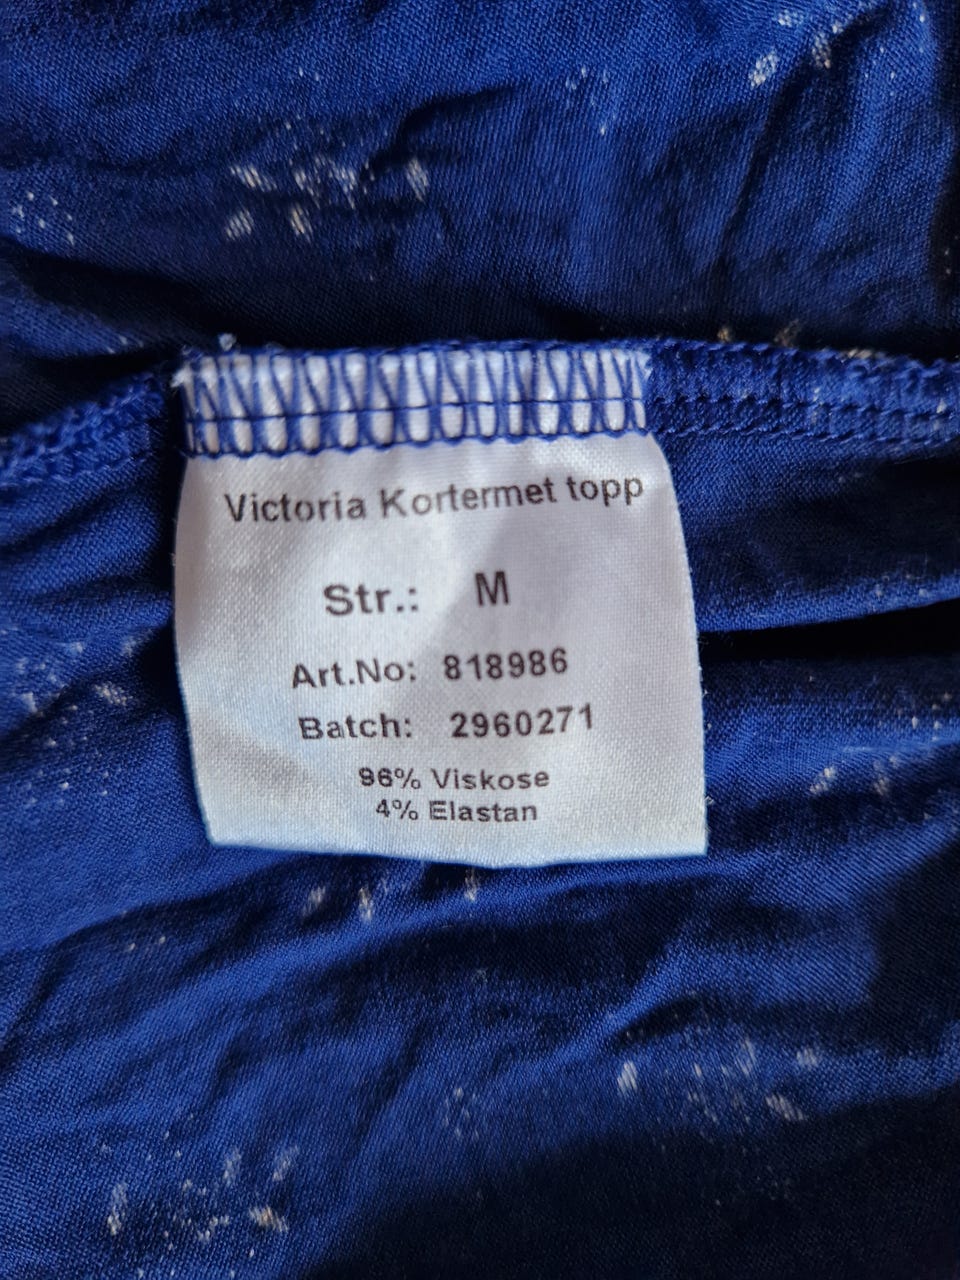 Victoria Kortermet topp
Str.: M
Art.No: 818986
Batch: 2960271
96% Viskose
4% Elastan